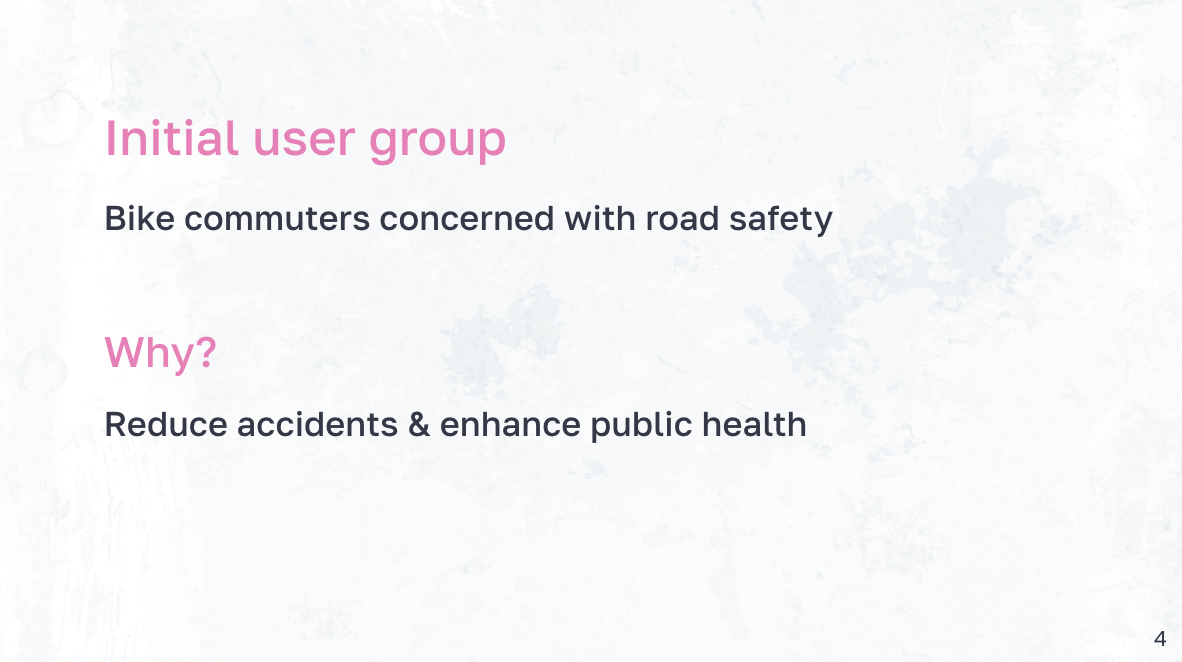 Initial user group
Bike commuters concerned with road safety
Why?
Reduce accidents & enhance public health
4